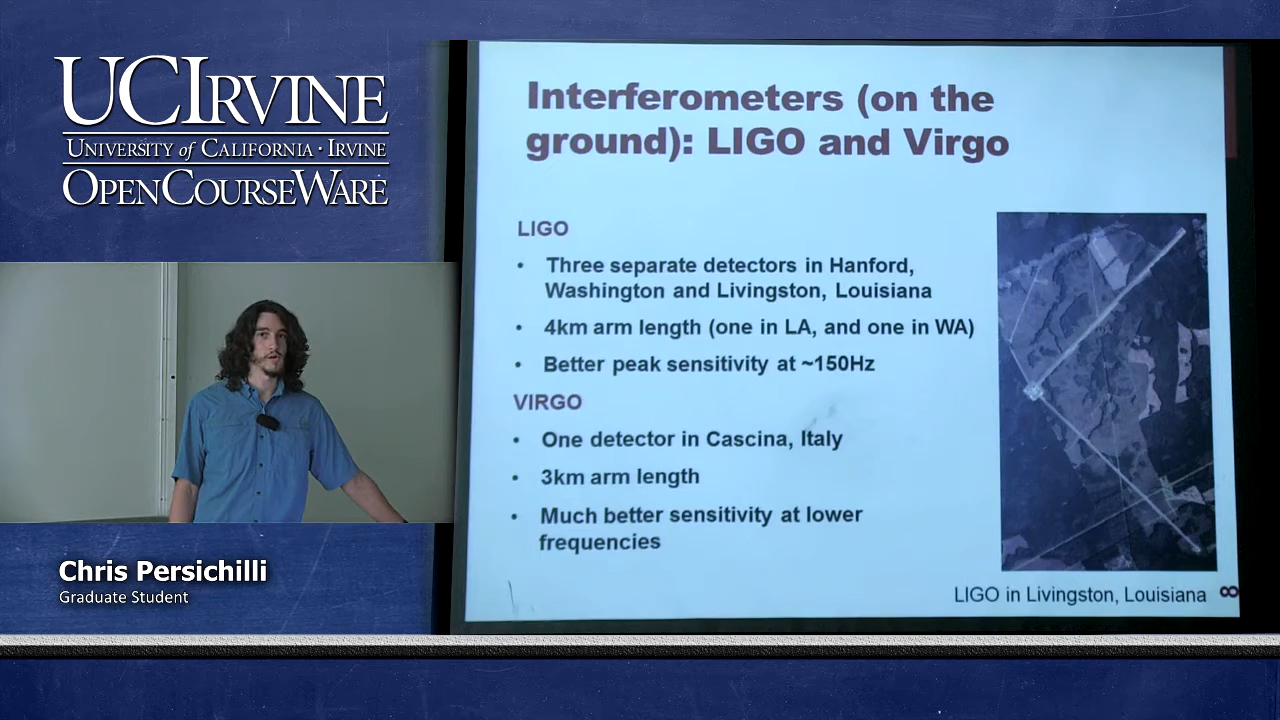 UCIRVINE
UNIVERSITY of CALIFORNIA · IRVINE
OPENCOURSEWARE
Interferometers (on the
ground): LIGO and Virgo
LIGO
• Three separate detectors in Hanford,
Washington and Livingston, Louisiana
• 4km arm length (one in LA, and one in WA)
• Better peak sensitivity at ~150Hz
VIRGO
• One detector in Cascina, Italy
• 3km arm length
• Much better sensitivity at lower
frequencies
LIGO in Livingston, Louisiana 8
Chris Persichilli
Graduate Student